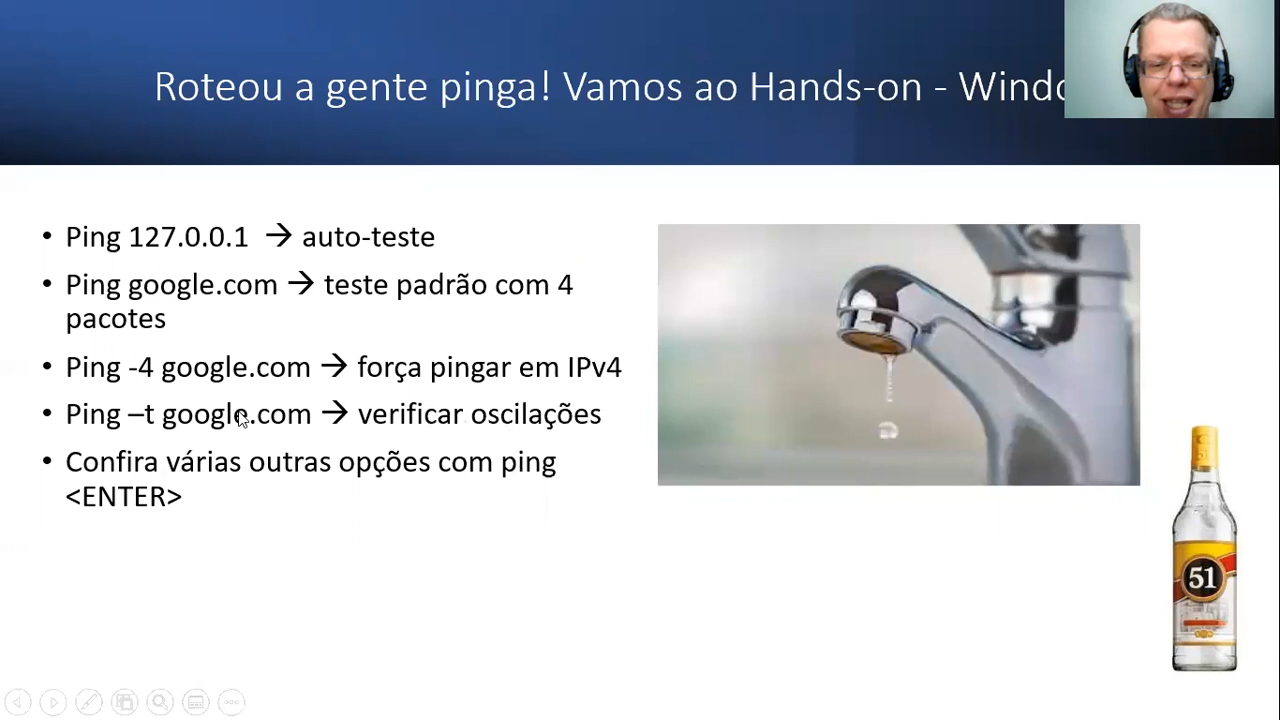 Roteou a gente pinga! Vamos ao Hands-on - Windo
• Ping 127.0.0.1 → auto-teste
• Ping google.com → teste padrão com 4
pacotes
• Ping -4 google.com → força pingar em IPv4
• Ping –t google.com → verificar oscilações
• Confira várias outras opções com ping
<ENTER>
51
51